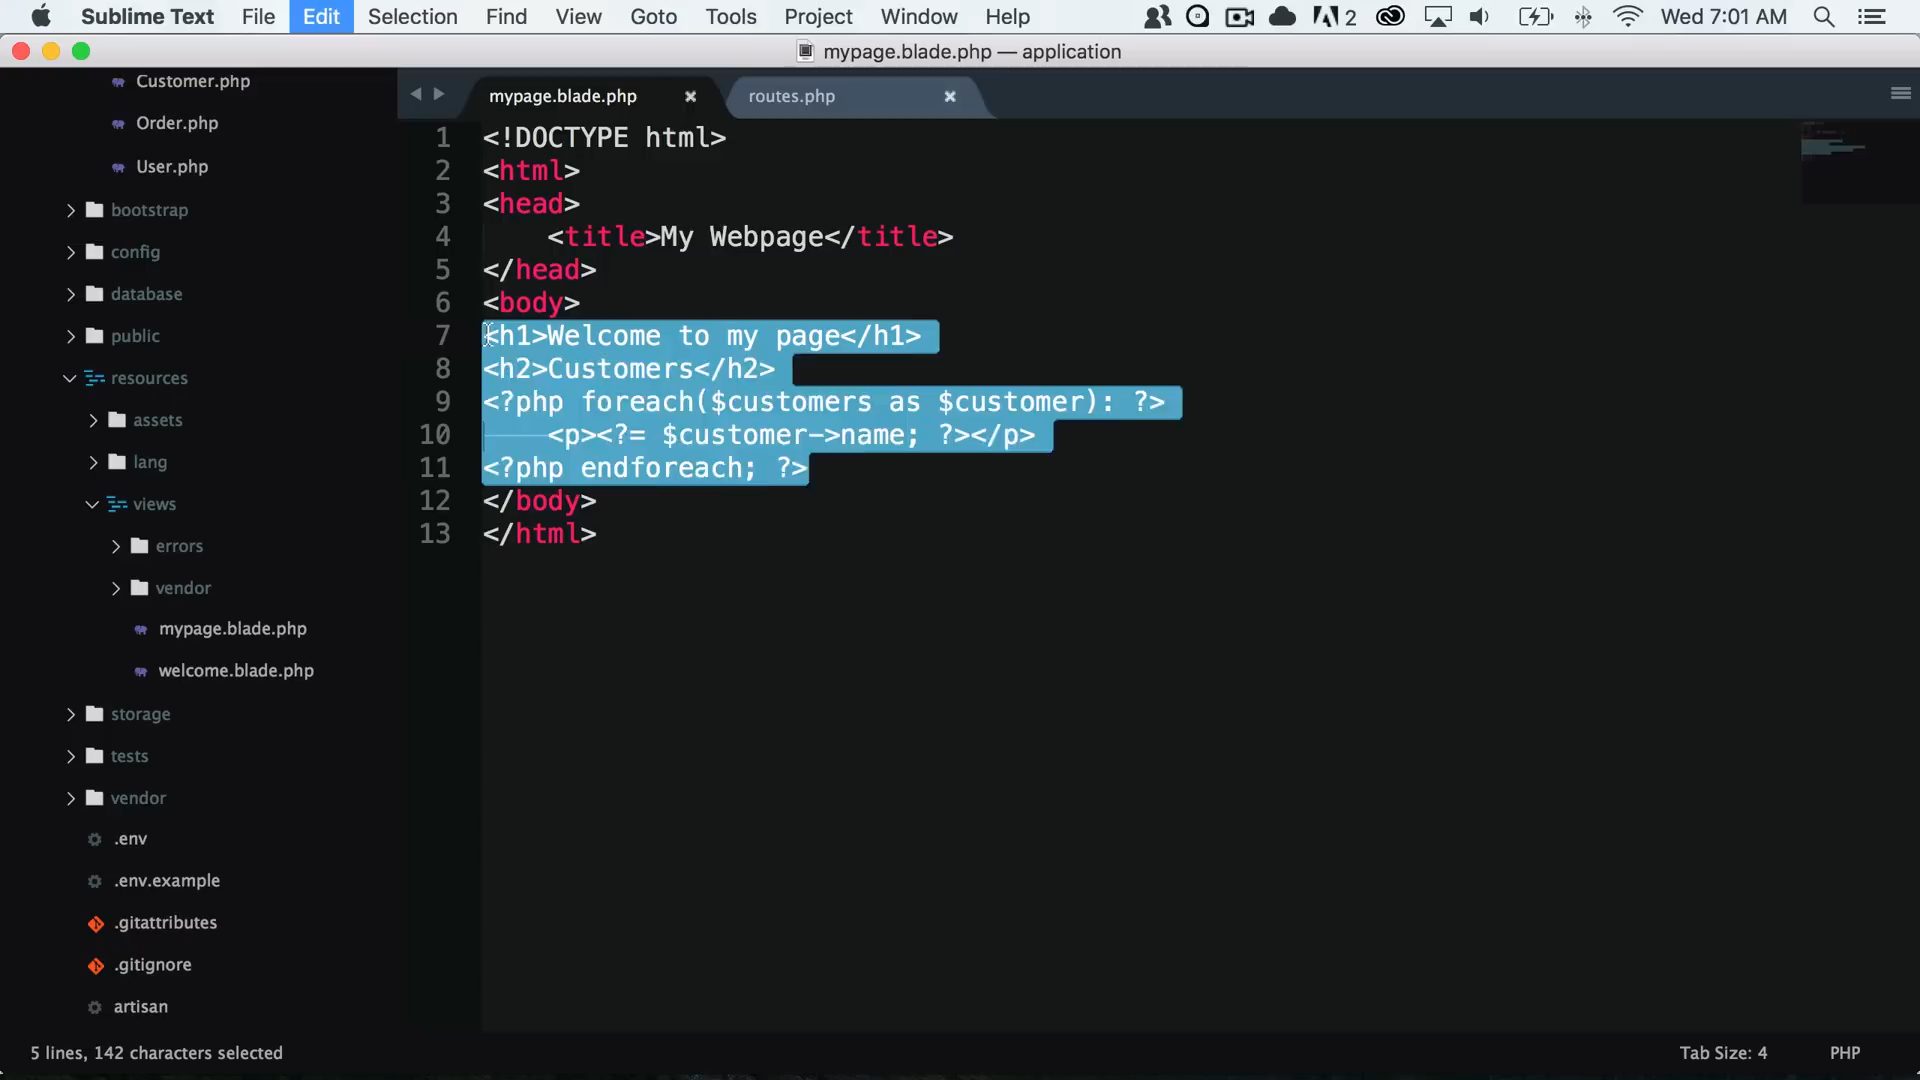 Sublime Text File Edit Selection Find View Goto Tools Project Window Help 2 Wed 7:01 AM
mypage.blade.php — application
Customer.php
Order.php
User.php
bootstrap
config
database
public
resources
assets
lang
views
errors
vendor
mypage.blade.php
welcome.blade.php
storage
tests
vendor
.env
.env.example
.gitattributes
.gitignore
artisan
mypage.blade.php routes.php
1 <!DOCTYPE html>
2 <html>
3 <head>
4 <title>My Webpage</title>
5 </head>
6 <body>
7 <h1>Welcome to my page</h1>
8 <h2>Customers</h2>
9 <?php foreach($customers as $customer): ?>
10 <p><?= $customer->name; ?></p>
11 <?php endforeach; ?>
12 </body>
13 </html>
5 lines, 142 characters selected Tab Size: 4 PHP